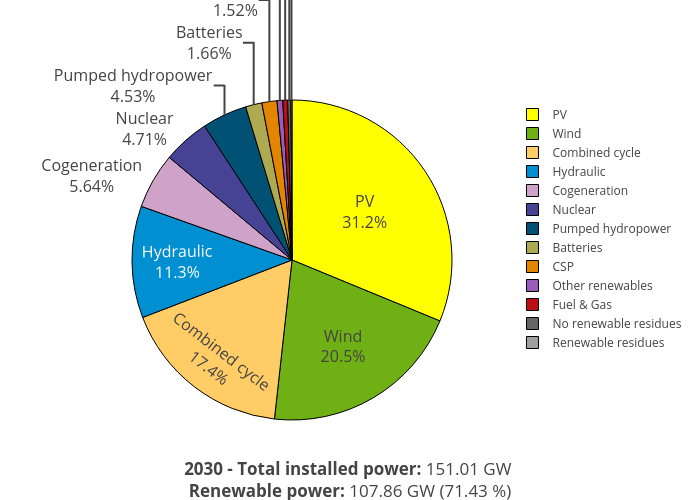 1.52%
Batteries
1.66%
Pumped hydropower
4.53%
Nuclear
4.71%
Cogeneration
5.64%
Hydraulic
11.3%
Combined cycle
17.4%
Wind
20.5%
PV
31.2%
PV
Wind
Combined cycle
Hydraulic
Cogeneration
Nuclear
Pumped hydropower
Batteries
CSP
Other renewables
Fuel & Gas
No renewable residues
Renewable residues
2030 - Total installed power: 151.01 GW
Renewable power: 107.86 GW (71.43 %)